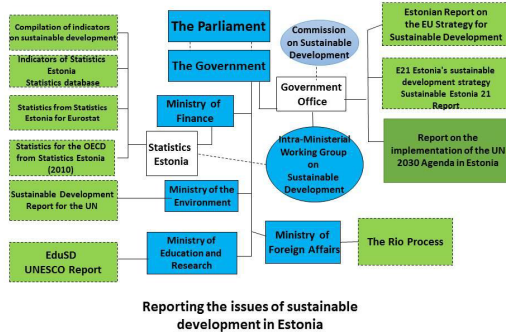 Compilation of indicators
on sustainable development
Indicators of Statistics
Estonia
Statistics database
Statistics from Statistics
Estonia for Eurostat
Statistics for the OECD
from Statistics Estonia
(2010)
Sustainable Development
Report for the UN
EduSD
UNESCO Report
The Parliament
The Government
Ministry of
Finance
Statistics
Estonia
Ministry of the
Environment
Ministry of
Education and
Research
Commission
on Sustainable
Development
Government
Office
Intra-Ministerial
Working Group
on
Sustainable
Development
Ministry of
Foreign Affairs
Estonian Report on
the EU Strategy for
Sustainable Development
E21 Estonia's sustainable
development strategy
Sustainable Estonia 21
Report
Report on the
implementation of the UN
2030 Agenda in Estonia
The Rio Process
Reporting the issues of sustainable
development in Estonia